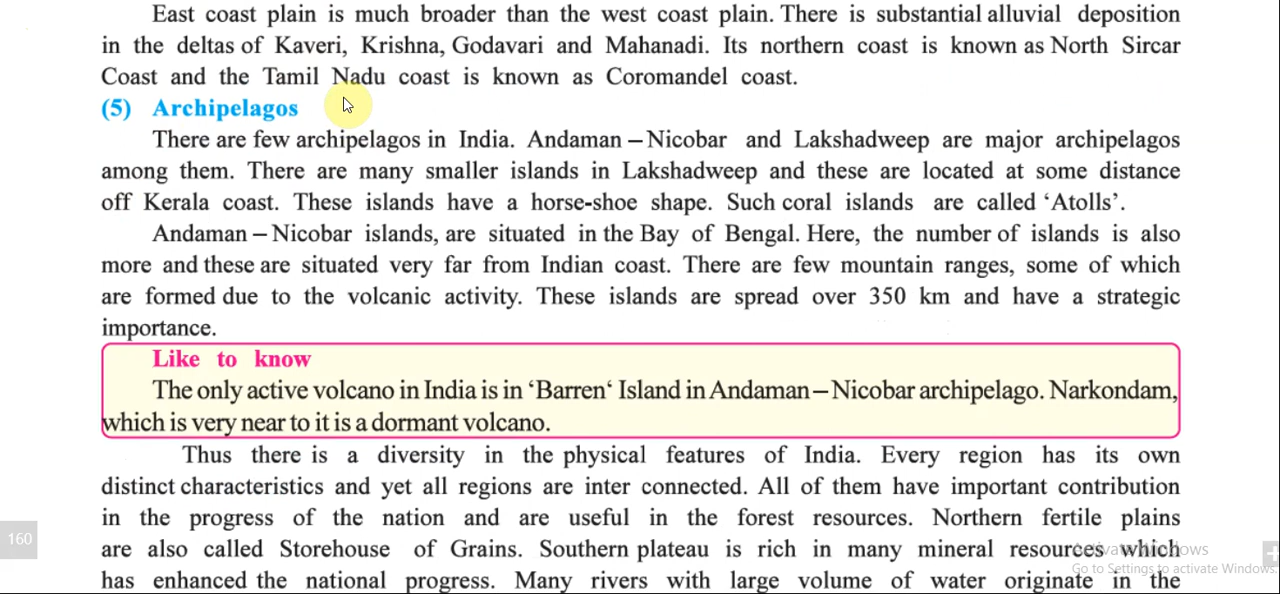 East coast plain is much broader than the west coast plain. There is substantial alluvial deposition
in the deltas of Kaveri, Krishna, Godavari and Mahanadi. Its northern coast is known as North Sircar
Coast and the Tamil Nadu coast is known as Coromandel coast.
(5) Archipelagos
There are few archipelagos in India. Andaman – Nicobar and Lakshadweep are major archipelagos
among them. There are many smaller islands in Lakshadweep and these are located at some distance
off Kerala coast. These islands have a horse-shoe shape. Such coral islands are called ‘Atolls’.
Andaman – Nicobar islands, are situated in the Bay of Bengal. Here, the number of islands is also
more and these are situated very far from Indian coast. There are few mountain ranges, some of which
are formed due to the volcanic activity. These islands are spread over 350 km and have a strategic
importance.
Like to know
The only active volcano in India is in ‘Barren‘ Island in Andaman – Nicobar archipelago. Narkondam,
which is very near to it is a dormant volcano.
Thus there is a diversity in the physical features of India. Every region has its own
distinct characteristics and yet all regions are inter connected. All of them have important contribution
in the progress of the nation and are useful in the forest resources. Northern fertile plains
160
are also called Storehouse of Grains. Southern plateau is rich in many mineral resources which
Activate Windows
Go to Settings to activate Windows.
has enhanced the national progress. Many rivers with large volume of water originate in the